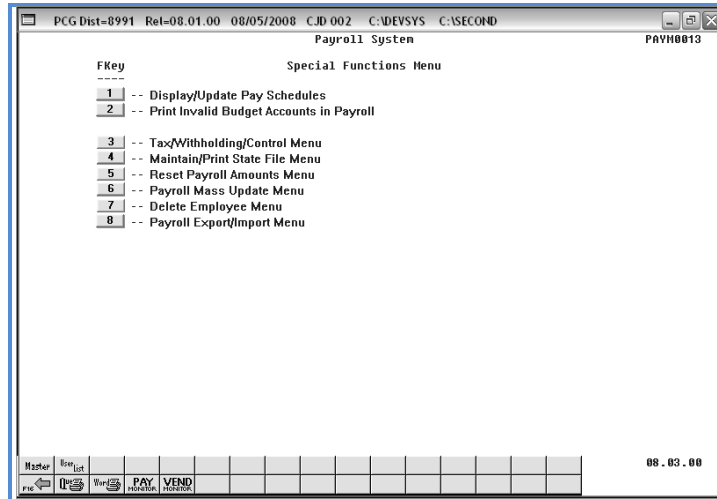 PCG Dist=8991 Rel=08.01.00 08/05/2008 CJD 002 C:\DEVSYS C:\SECOND
Payroll System PAYM0013
FKey Special Functions Menu
----
1 -- Display/Update Pay Schedules
2 -- Print Invalid Budget Accounts in Payroll
3 -- Tax/Withholding/Control Menu
4 -- Maintain/Print State File Menu
5 -- Reset Payroll Amounts Menu
6 -- Payroll Mass Update Menu
7 -- Delete Employee Menu
8 -- Payroll Export/Import Menu
Master User List 08.03.00
F16 Que Word PAY MONITOR VEND MONITOR